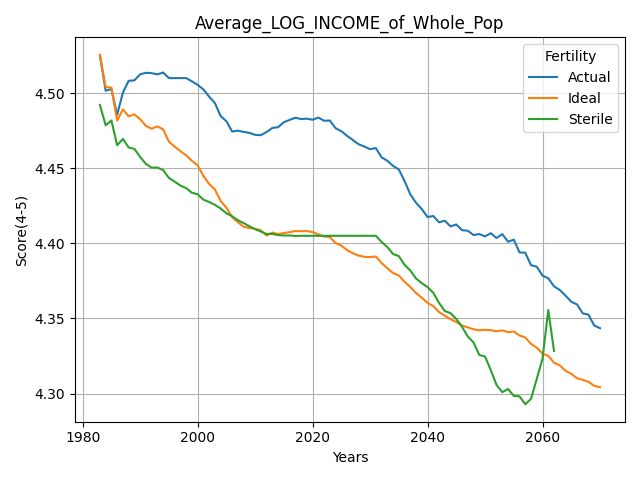 Average_LOG_INCOME_of_Whole_Pop
Fertility
Actual
Ideal
Sterile
Score(4-5)
4.50
4.45
4.40
4.35
4.30
1980
2000
2020
2040
2060
Years